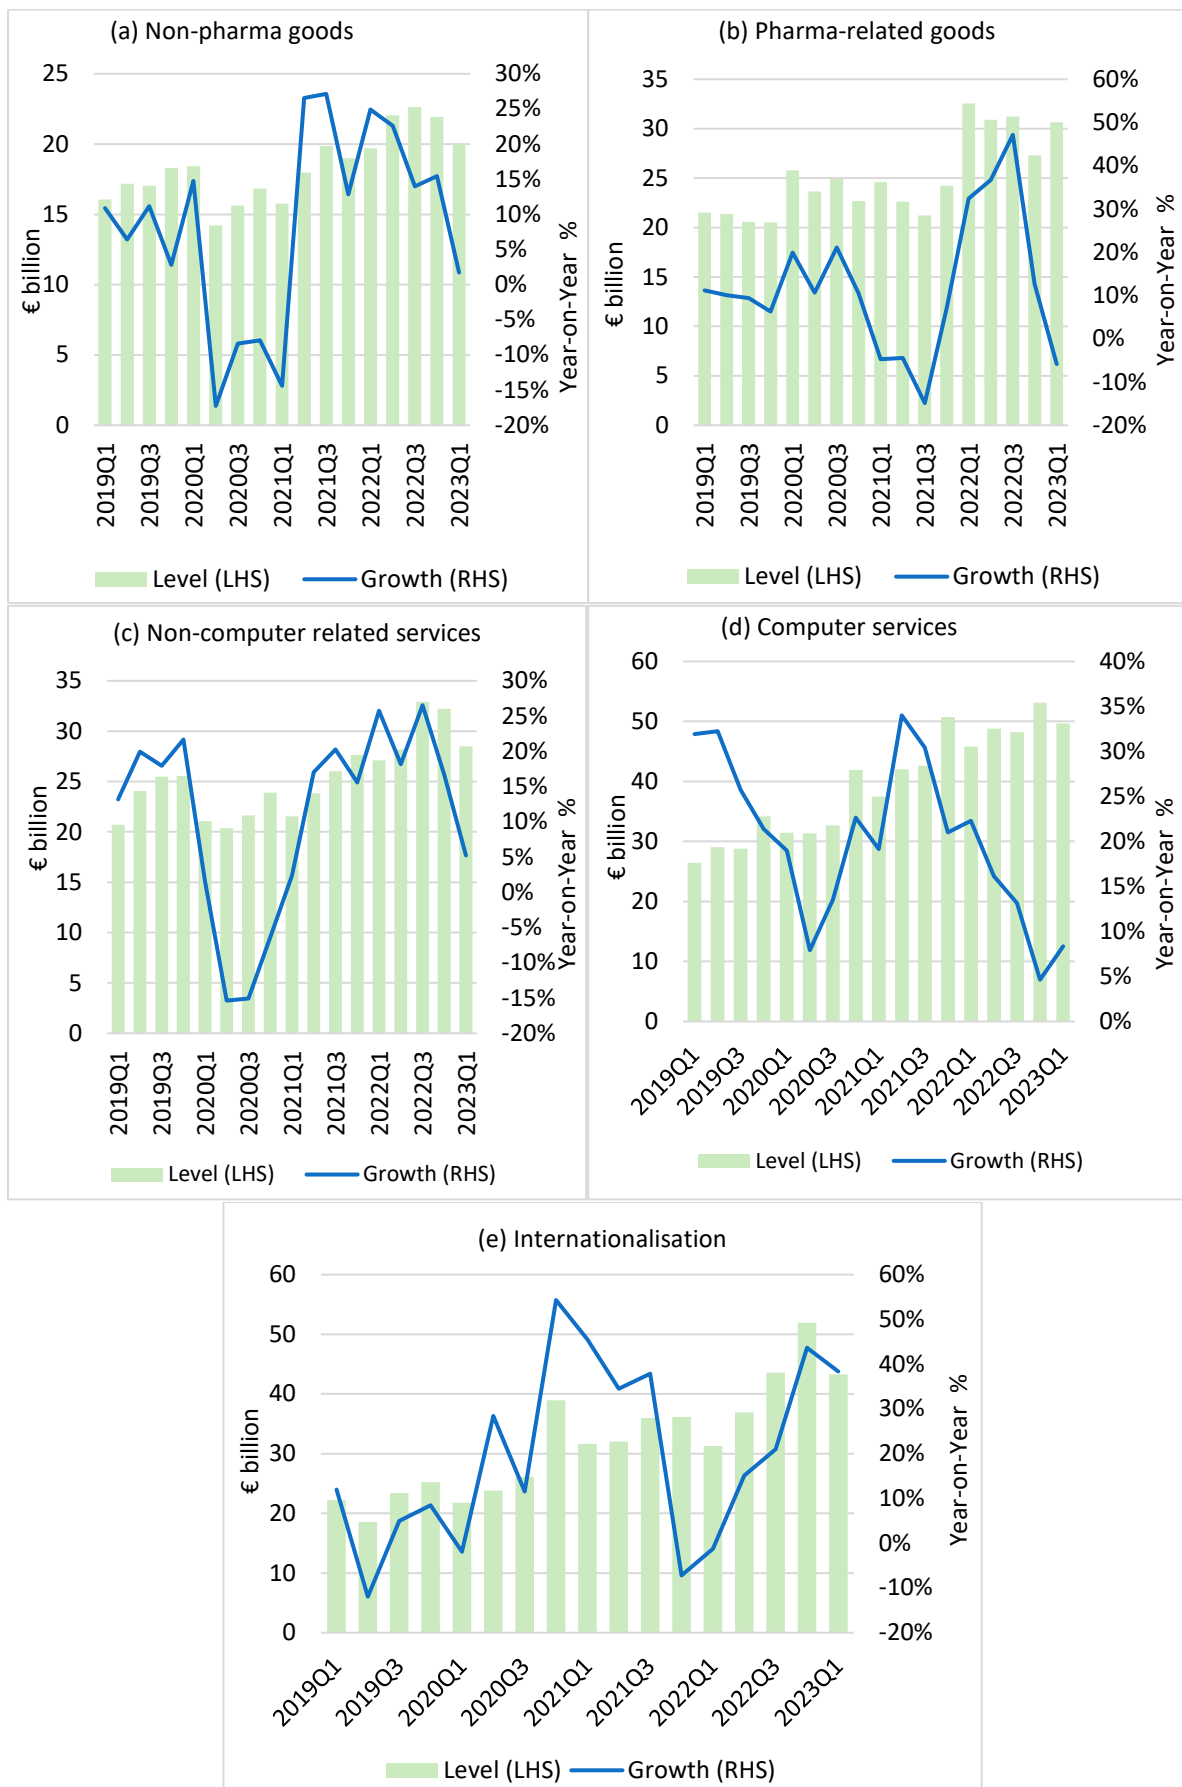 (a) Non-pharma goods
25
20
15
10
5
0
€ billion
30%
25%
20%
15%
10%
5%
0%
-5%
-10%
-15%
-20%
Year-on-Year %
2019Q1
2019Q3
2020Q1
2020Q3
2021Q1
2021Q3
2022Q1
2022Q3
2023Q1
Level (LHS) Growth (RHS)
(b) Pharma-related goods
35
30
25
20
15
10
5
0
€ billion
60%
50%
40%
30%
20%
10%
0%
-10%
-20%
Year-on-Year %
2019Q1
2019Q3
2020Q1
2020Q3
2021Q1
2021Q3
2022Q1
2022Q3
2023Q1
Level (LHS) Growth (RHS)
(c) Non-computer related services
35
30
25
20
15
10
5
0
€ billion
30%
25%
20%
15%
10%
5%
0%
-5%
-10%
-15%
-20%
Year-on-Year %
2019Q1
2019Q3
2020Q1
2020Q3
2021Q1
2021Q3
2022Q1
2022Q3
2023Q1
Level (LHS) Growth (RHS)
(d) Computer services
60
50
40
30
20
10
0
€ billion
40%
35%
30%
25%
20%
15%
10%
5%
0%
Year-on-Year %
2019Q1
2019Q3
2020Q1
2020Q3
2021Q1
2021Q3
2022Q1
2022Q3
2023Q1
Level (LHS) Growth (RHS)
(e) Internationalisation
60
50
40
30
20
10
0
€ billion
60%
50%
40%
30%
20%
10%
0%
-10%
-20%
Year-on-Year %
2019Q1
2019Q3
2020Q1
2020Q3
2021Q1
2021Q3
2022Q1
2022Q3
2023Q1
Level (LHS) Growth (RHS)